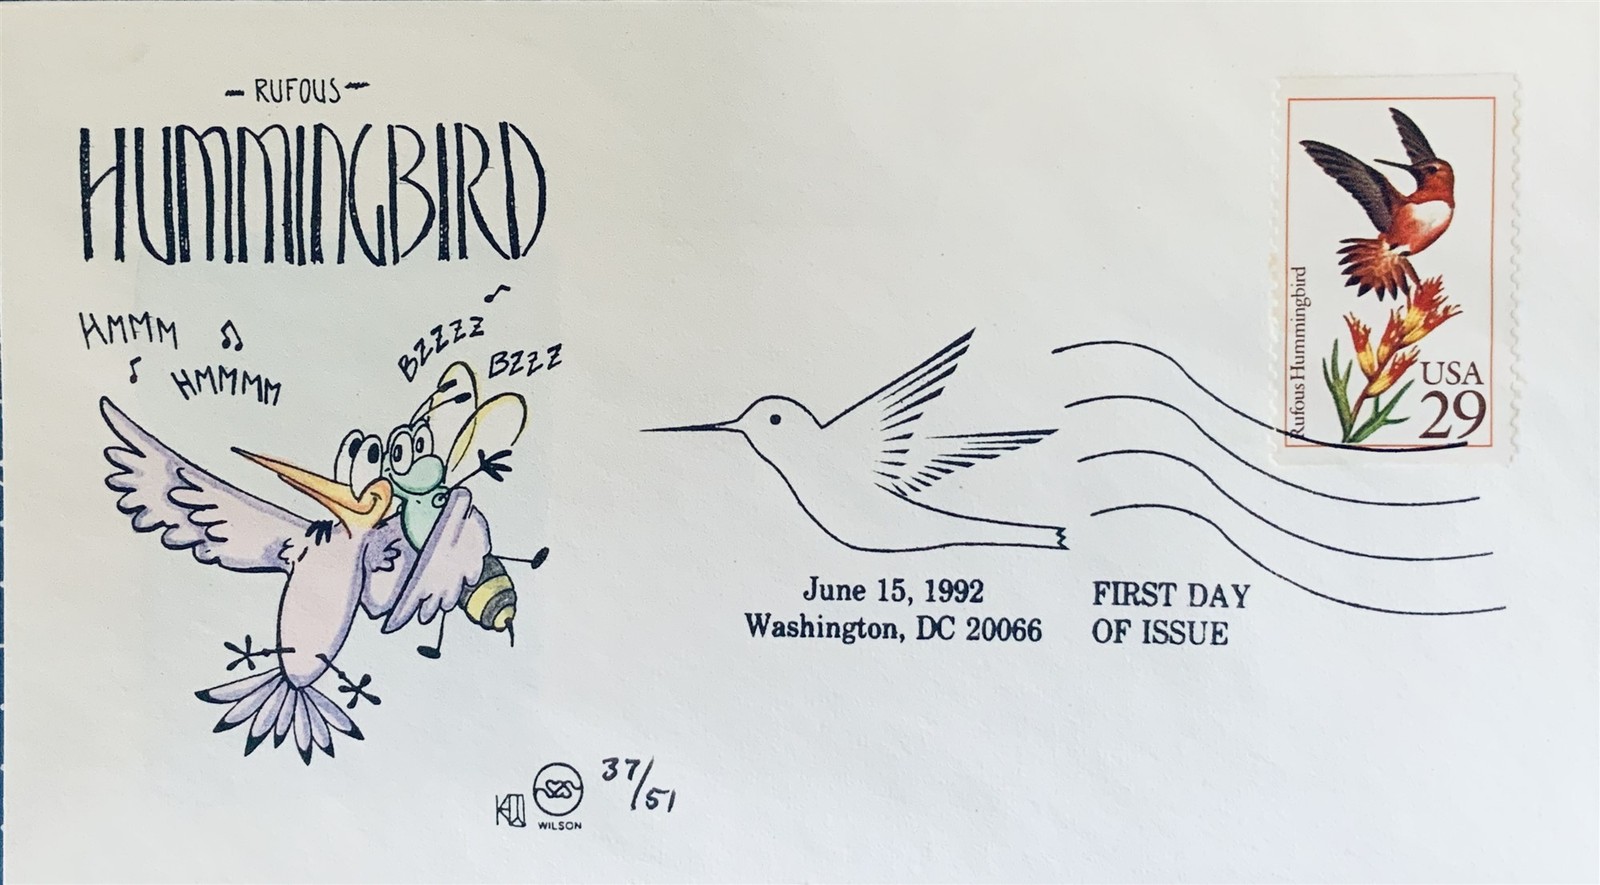 ~ RUFOUS ~
HUMMINGBIRD
HMMM
HMMMM
BZZZZ
BZZZ
June 15, 1992
Washington, DC 20066
FIRST DAY
OF ISSUE
Rufous Hummingbird
USA
29
WILSON
37/51